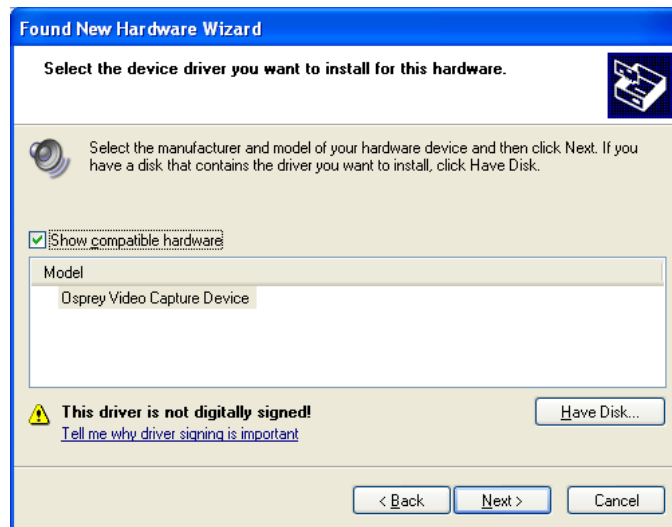 Found New Hardware Wizard
Select the device driver you want to install for this hardware.
Select the manufacturer and model of your hardware device and then click Next. If you
have a disk that contains the driver you want to install, click Have Disk.
Show compatible hardware
Model
Osprey Video Capture Device
This driver is not digitally signed!
Have Disk...
Tell me why driver signing is important
< Back
Next >
Cancel